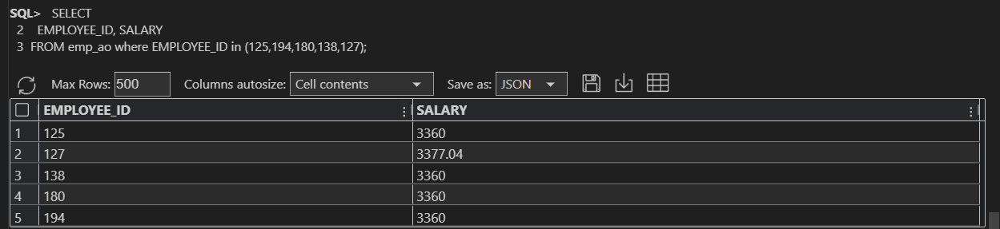 SQL> SELECT
2 EMPLOYEE_ID, SALARY
3 FROM emp_ao where EMPLOYEE_ID in (125,194,180,138,127);
Max Rows: 500 Columns autosize: Cell contents Save as: JSON
EMPLOYEE_ID SALARY
1 125 3360
2 127 3377.04
3 138 3360
4 180 3360
5 194 3360